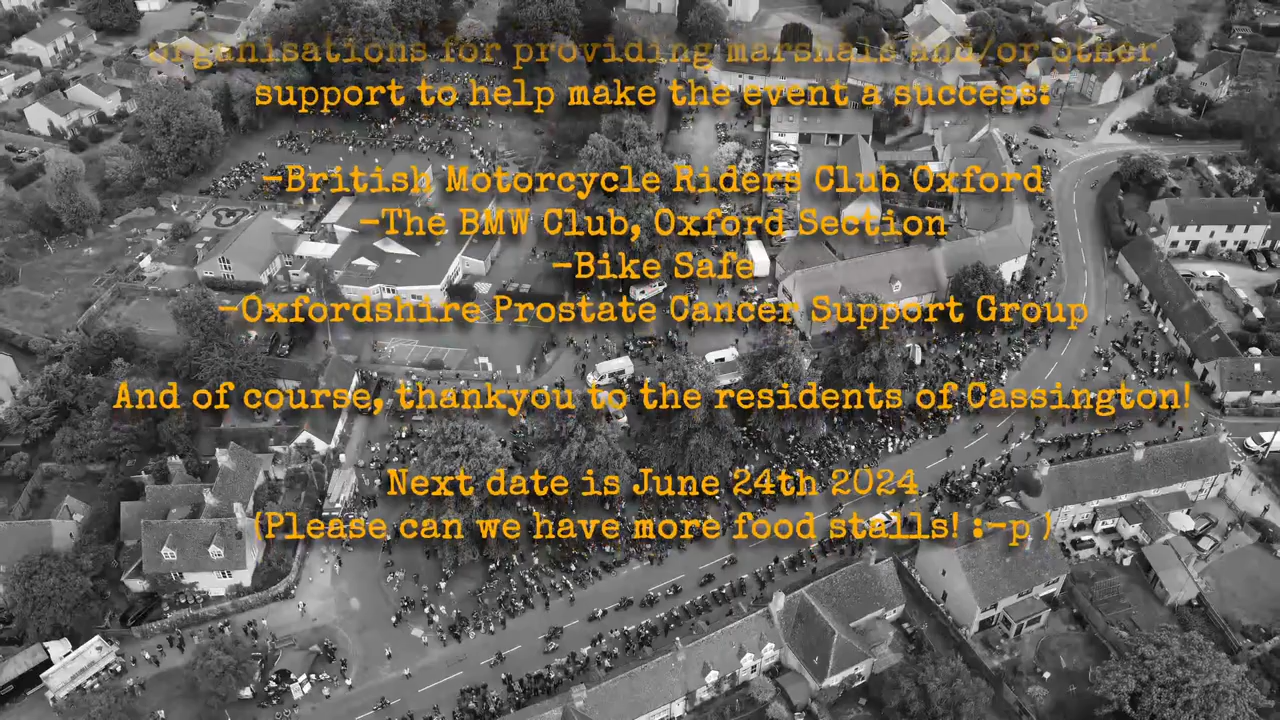 organisations for providing marshals and/or other
support to help make the event a success:
-British Motorcycle Riders Club Oxford
-The BMW Club, Oxford Section
-Bike Safe
-Oxfordshire Prostate Cancer Support Group
And of course, thankyou to the residents of Cassington!
Next date is June 24th 2024
(Please can we have more food stalls! :-p )